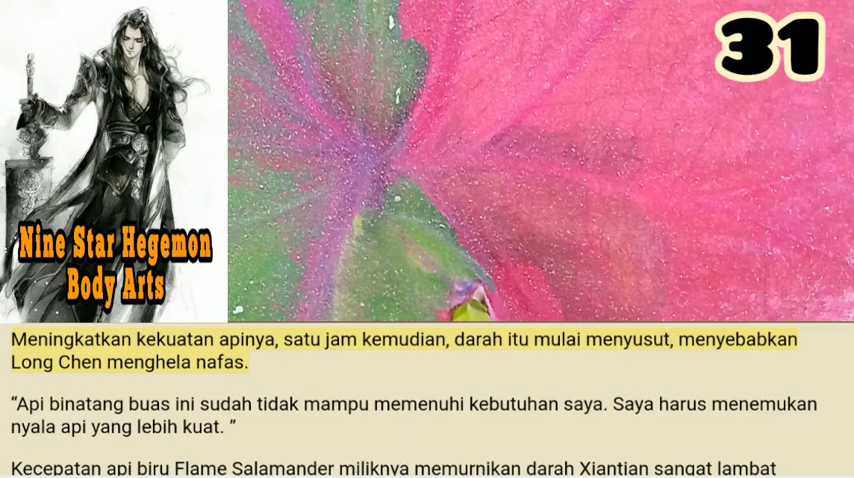 31
Nine Star Hegemon
Body Arts
Meningkatkan kekuatan apinya, satu jam kemudian, darah itu mulai menyusut, menyebabkan
Long Chen menghela nafas.
“Api binatang buas ini sudah tidak mampu memenuhi kebutuhan saya. Saya harus menemukan
nyala api yang lebih kuat. ”
Kecepatan api biru Flame Salamander miliknya memurnikan darah Xiantian sangat lambat